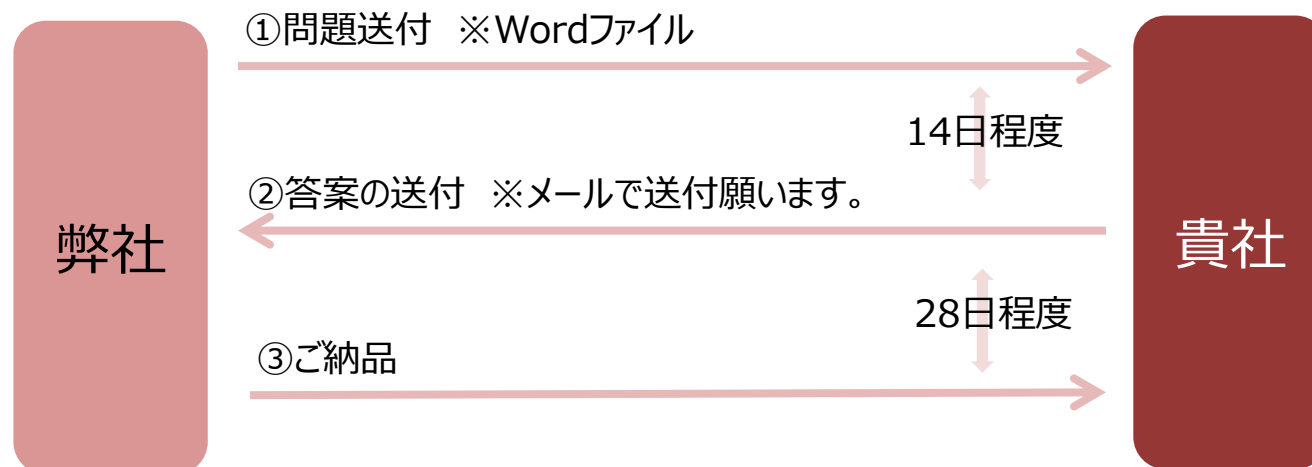 ①問題送付　※Wordファイル
14日程度
②答案の送付　※メールで送付願います。
弊社
貴社
28日程度
③ご納品